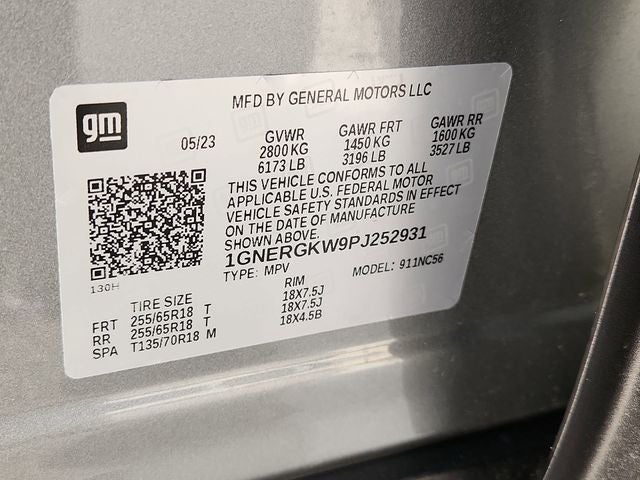 gm
MFD BY GENERAL MOTORS LLC
05/23
GVWR GAWR FRT GAWR RR
2800 KG 1450 KG 1600 KG
6173 LB 3196 LB 3527 LB
THIS VEHICLE CONFORMS TO ALL
APPLICABLE U.S. FEDERAL MOTOR
VEHICLE SAFETY STANDARDS IN EFFECT
ON THE DATE OF MANUFACTURE
SHOWN ABOVE.
1GNERGKW9PJ252931
TYPE: MPV MODEL: 911NC56
130H
TIRE SIZE RIM
FRT 255/65R18 T 18X7.5J
RR 255/65R18 T 18X7.5J
SPA T135/70R18 M 18X4.5B